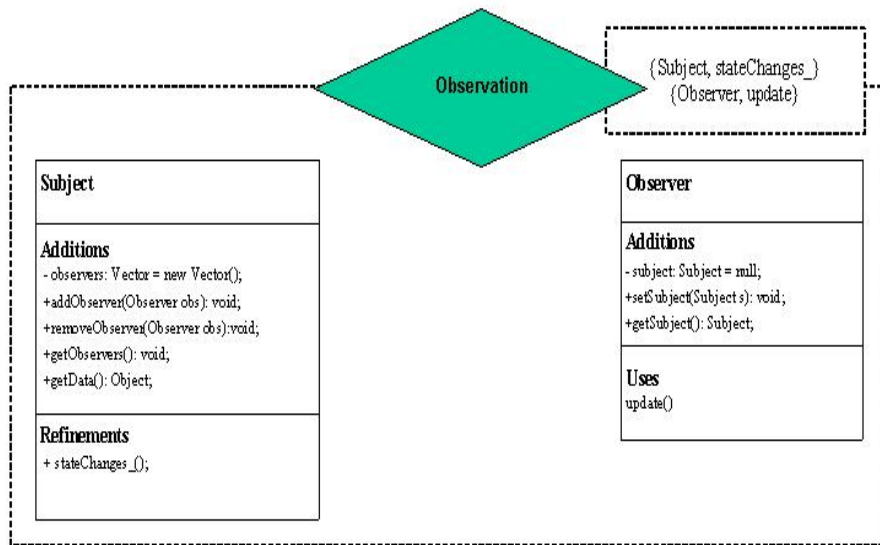 Observation
{Subject, stateChanges_}
{Observer, update}
Subject
Additions
- observers: Vector = new Vector();
+addObserver(Observer obs): void;
+removeObserver(Observer obs):void;
+getObservers(): void;
+getData(): Object;
Refinements
+ stateChanges_();
Observer
Additions
- subject: Subject = null;
+setSubject(Subject s): void;
+getSubject(): Subject;
Uses
update()